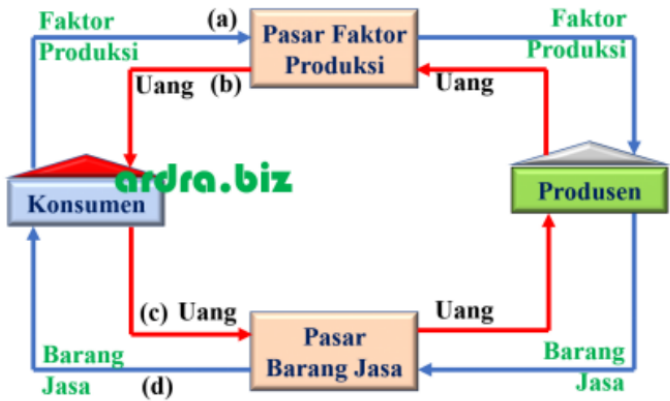 Faktor
Produksi
(a)
Pasar Faktor
Produksi
Faktor
Produksi
Uang (b)
Uang
ardra.biz
Konsumen
Produsen
(c) Uang
Uang
Pasar
Barang Jasa
Barang
Jasa
(d)
Barang
Jasa